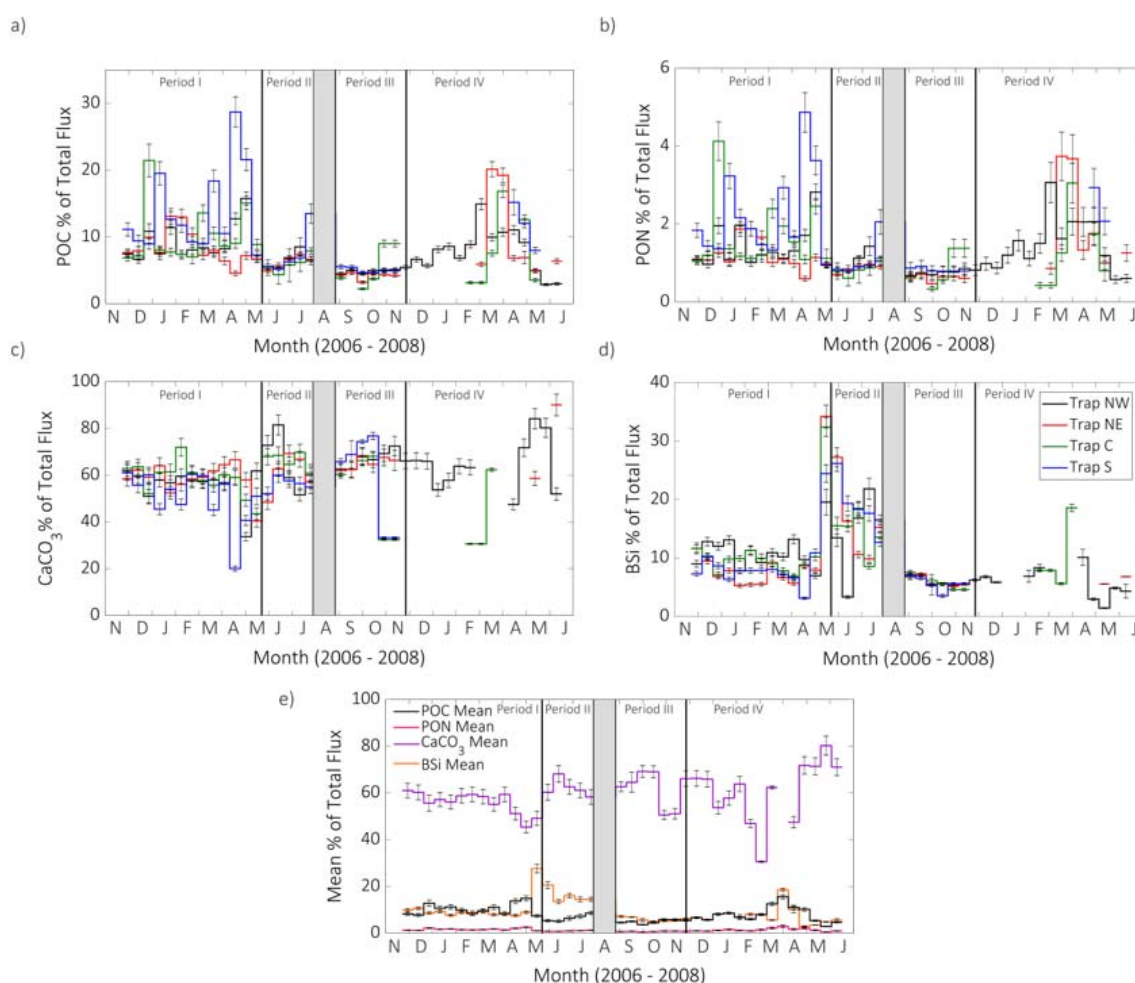 a)
Period I Period II Period III Period IV
POC % of Total Flux
30
20
10
0
N D J F M A M J J A S O N D J F M A M J
Month (2006 - 2008)
b)
Period I Period II Period III Period IV
PON % of Total Flux
6
4
2
0
N D J F M A M J J A S O N D J F M A M J
Month (2006 - 2008)
c)
Period I Period II Period III Period IV
CaCO3 % of Total Flux
100
80
60
40
20
0
N D J F M A M J J A S O N D J F M A M J
Month (2006 - 2008)
d)
Period I Period II Period III Period IV
BSi % of Total Flux
40
30
20
10
0
Trap NW
Trap NE
Trap C
Trap S
N D J F M A M J J A S O N D J F M A M J
Month (2006 - 2008)
e)
Period I Period II Period III Period IV
POC Mean
PON Mean
CaCO3 Mean
BSi Mean
Mean % of Total Flux
100
80
60
40
20
0
N D J F M A M J J A S O N D J F M A M J
Month (2006 - 2008)